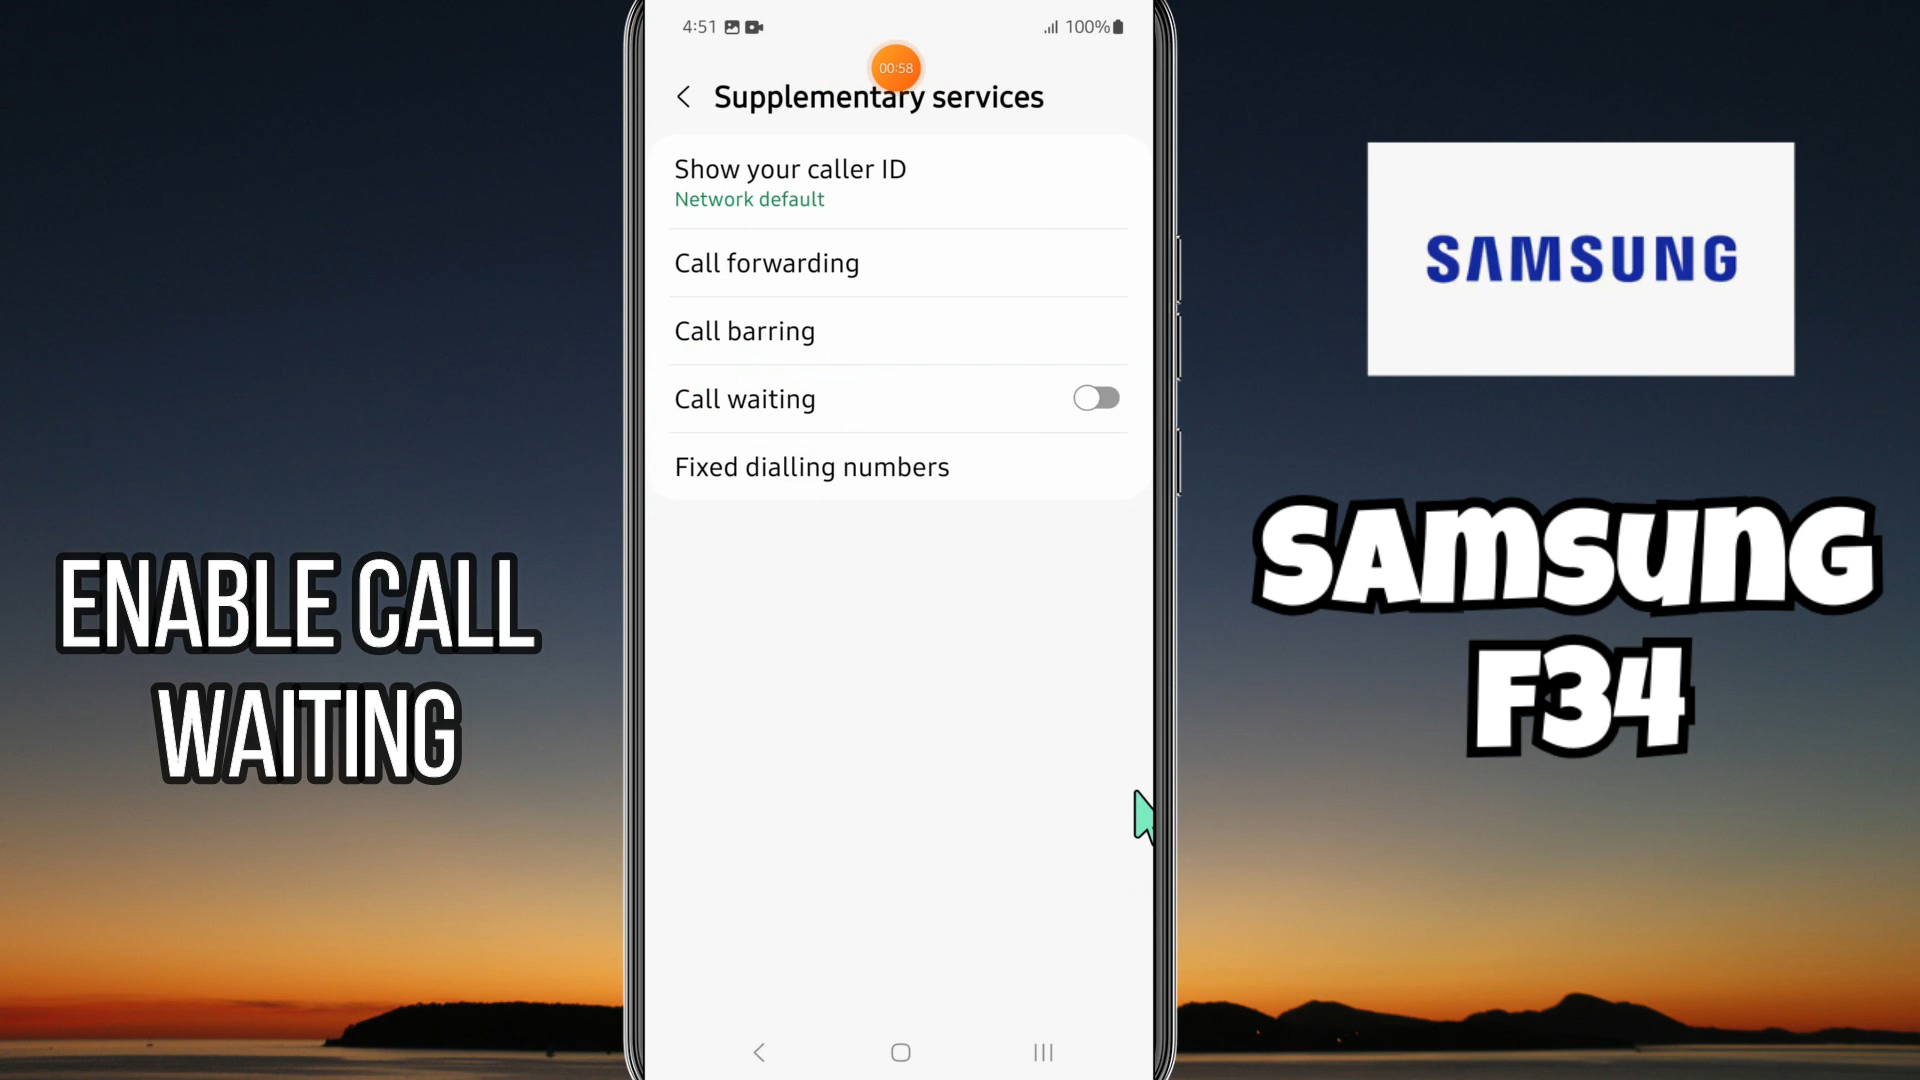 4:51
100%
00:58
Supplementary services
Show your caller ID
Network default
Call forwarding
Call barring
Call waiting
Fixed dialling numbers
ENABLE CALL
WAITING
SAMSUNG
SAMSUNG
F34